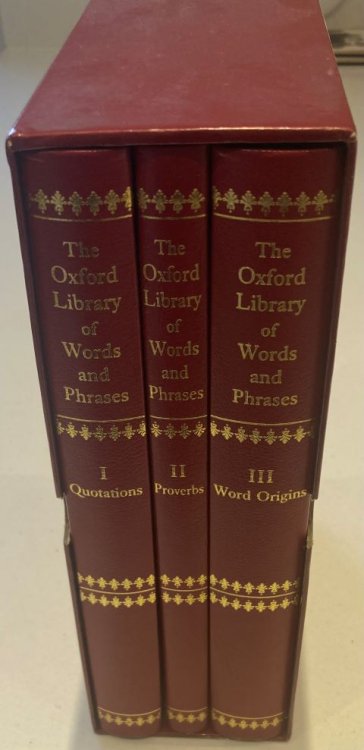 The
Oxford
Library
of
Words
and
Phrases
I
Quotations
The
Oxford
Library
of
Words
and
Phrases
II
Proverbs
The
Oxford
Library
of
Words
and
Phrases
III
Word Origins